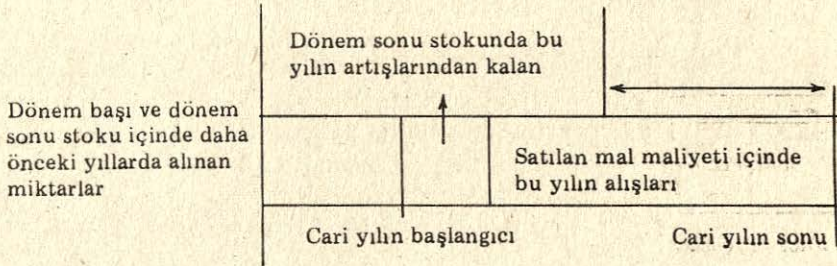 Dönem sonu stokunda bu
yılın artışlarından kalan
Dönem başı ve dönem
sonu stoku içinde daha
önceki yıllarda alınan
miktarlar
Satılan mal maliyeti içinde
bu yılın alışları
Cari yılın başlangıcı
Cari yılın sonu